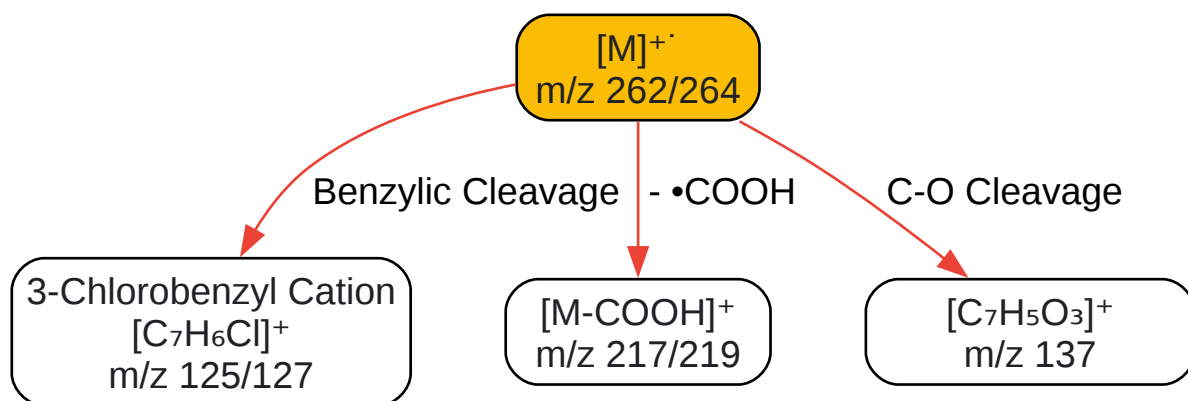 [M]⁺˙
m/z 262/264
Benzylic Cleavage
- •COOH
C-O Cleavage
3-Chlorobenzyl Cation
[C₇H₆Cl]⁺
m/z 125/127
[M-COOH]⁺
m/z 217/219
[C₇H₅O₃]⁺
m/z 137